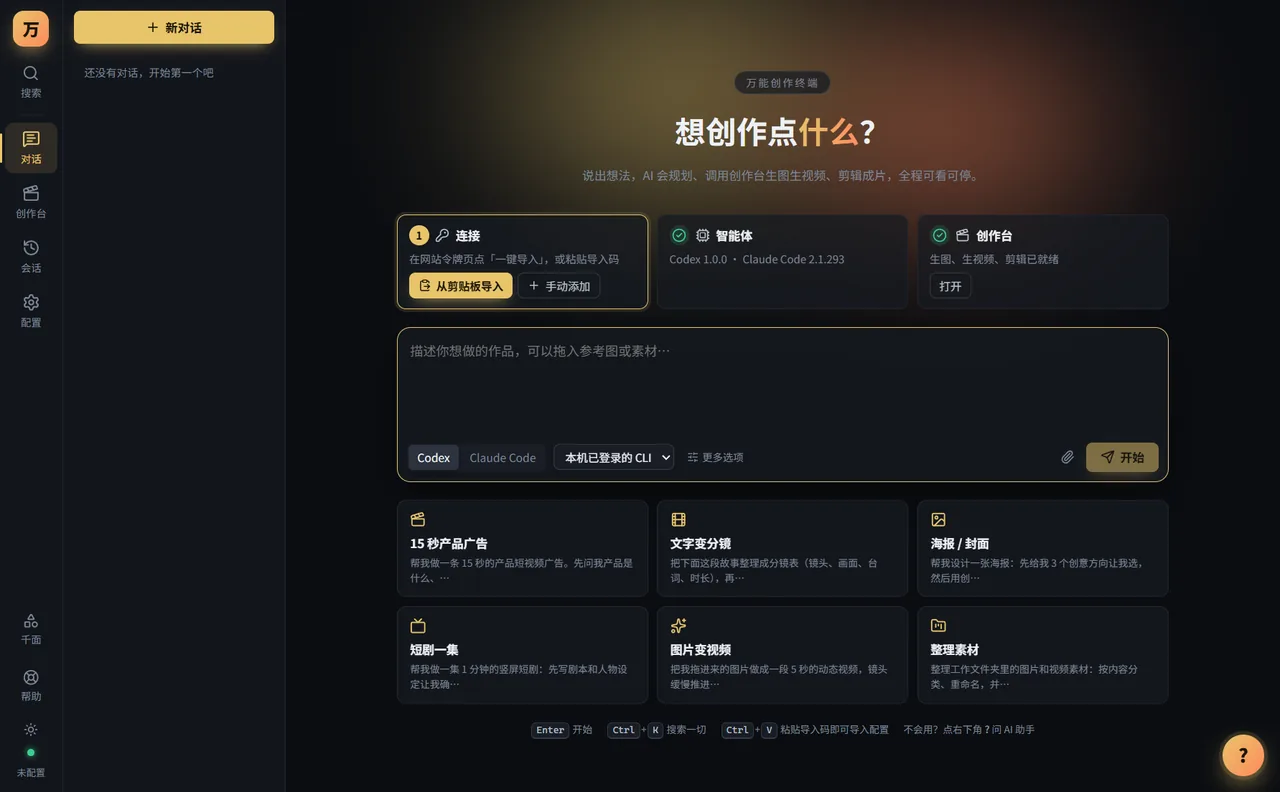 万
搜索
对话
创作台
会话
配置
千面
帮助
未配置
+ 新对话
还没有对话，开始第一个吧
万能创作终端
想创作点什么？
说出想法，AI 会规划、调用创作台生图生视频、剪辑成片，全程可看可停。
1 连接
在网站令牌页点「一键导入」，或粘贴导入码
从剪贴板导入
+ 手动添加
智能体
Codex 1.0.0 · Claude Code 2.1.293
创作台
生图、生视频、剪辑已就绪
打开
描述你想做的作品，可以拖入参考图或素材…
Codex
Claude Code
本机已登录的 CLI
更多选项
开始
15 秒产品广告
帮我做一条 15 秒的产品短视频广告。先问我产品是
什么、…
文字变分镜
把下面这段故事整理成分镜表（镜头、画面、台
词、时长），再…
海报 / 封面
帮我设计一张海报：先给我 3 个创意方向让我选，
然后用创…
短剧一集
帮我做一集 1 分钟的竖屏短剧：先写剧本和人物设
定让我确…
图片变视频
把我拖进来的图片做成一段 5 秒的动态视频，镜头
缓慢推进…
整理素材
整理工作文件夹里的图片和视频素材：按内容分
类、重命名，并…
Enter 开始 Ctrl + K 搜索一切 Ctrl + V 粘贴导入码即可导入配置 不会用？点右下角 ? 问 AI 助手
?